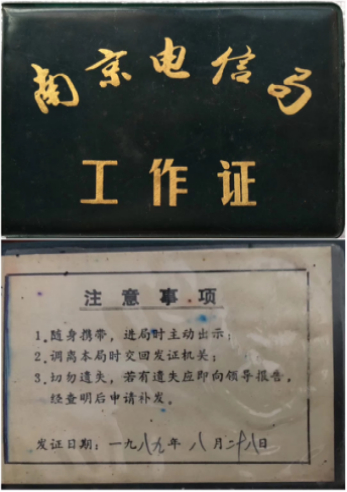 南京电信局
工作证
注意事项
1.随身携带，进局时主动出示；
2.调离本局时交回发证机关；
3.切勿遗失，若有遗失应即向领导报告，
经查明后申请补发。
发证日期：一九八九年八月二十八日